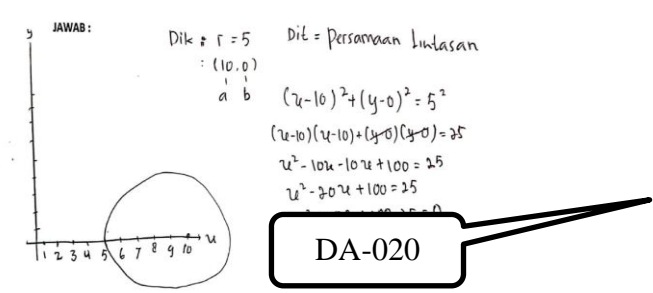 JAWAB :
y
Dik : r = 5
: (10,0)
a b
Dit = Persamaan Lintasan
(x-10)²+(y-0)² = 5²
(x-10)(x-10)+(y-0)(y-0) = 25
x² - 10x - 10x + 100 = 25
x² - 20x + 100 = 25
1 2 3 4 5 6 7 8 9 10 x
DA-020